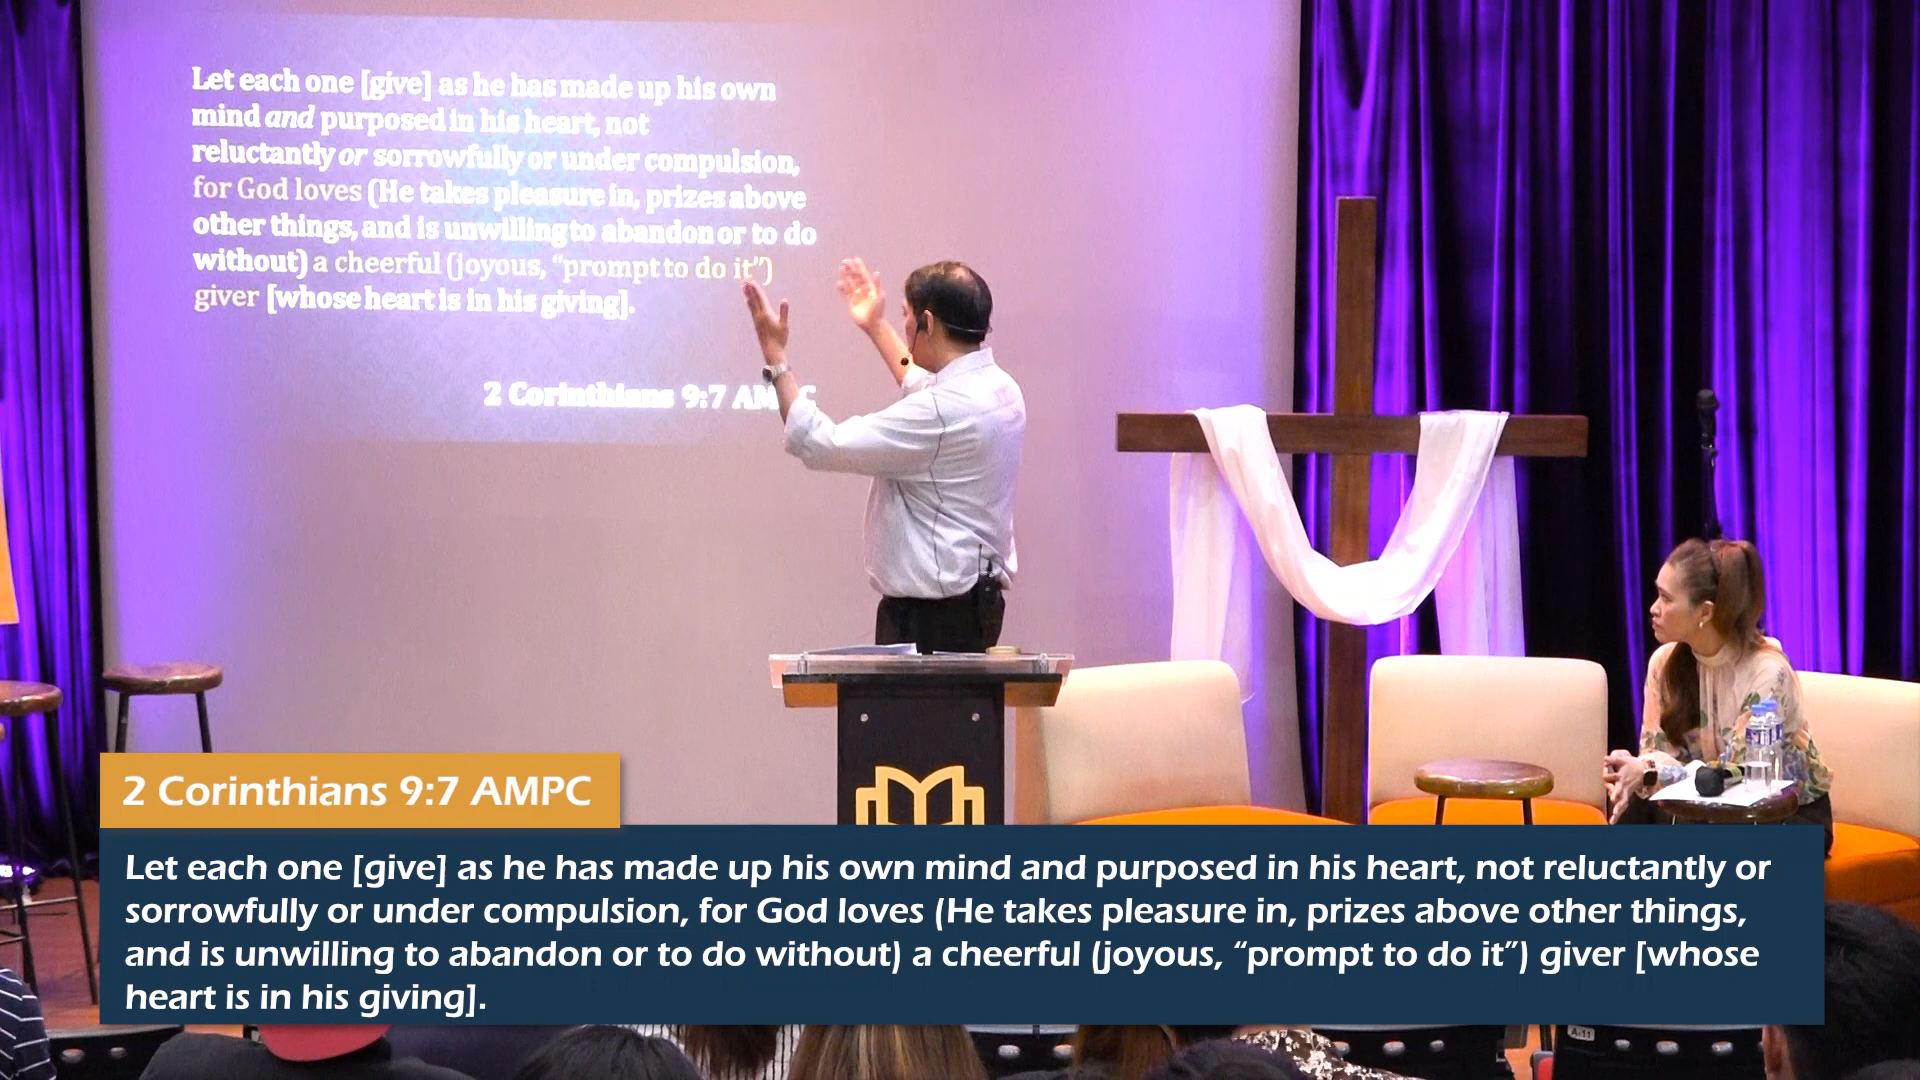 Let each one [give] as he has made up his own
mind and purposed in his heart, not
reluctantly or sorrowfully or under compulsion,
for God loves (He takes pleasure in, prizes above
other things, and is unwilling to abandon or to do
without) a cheerful (joyous, “prompt to do it”)
giver [whose heart is in his giving].
2 Corinthians 9:7
2 Corinthians 9:7 AMPC
Let each one [give] as he has made up his own mind and purposed in his heart, not reluctantly or
sorrowfully or under compulsion, for God loves (He takes pleasure in, prizes above other things,
and is unwilling to abandon or to do without) a cheerful (joyous, “prompt to do it”) giver [whose
heart is in his giving].
A-11